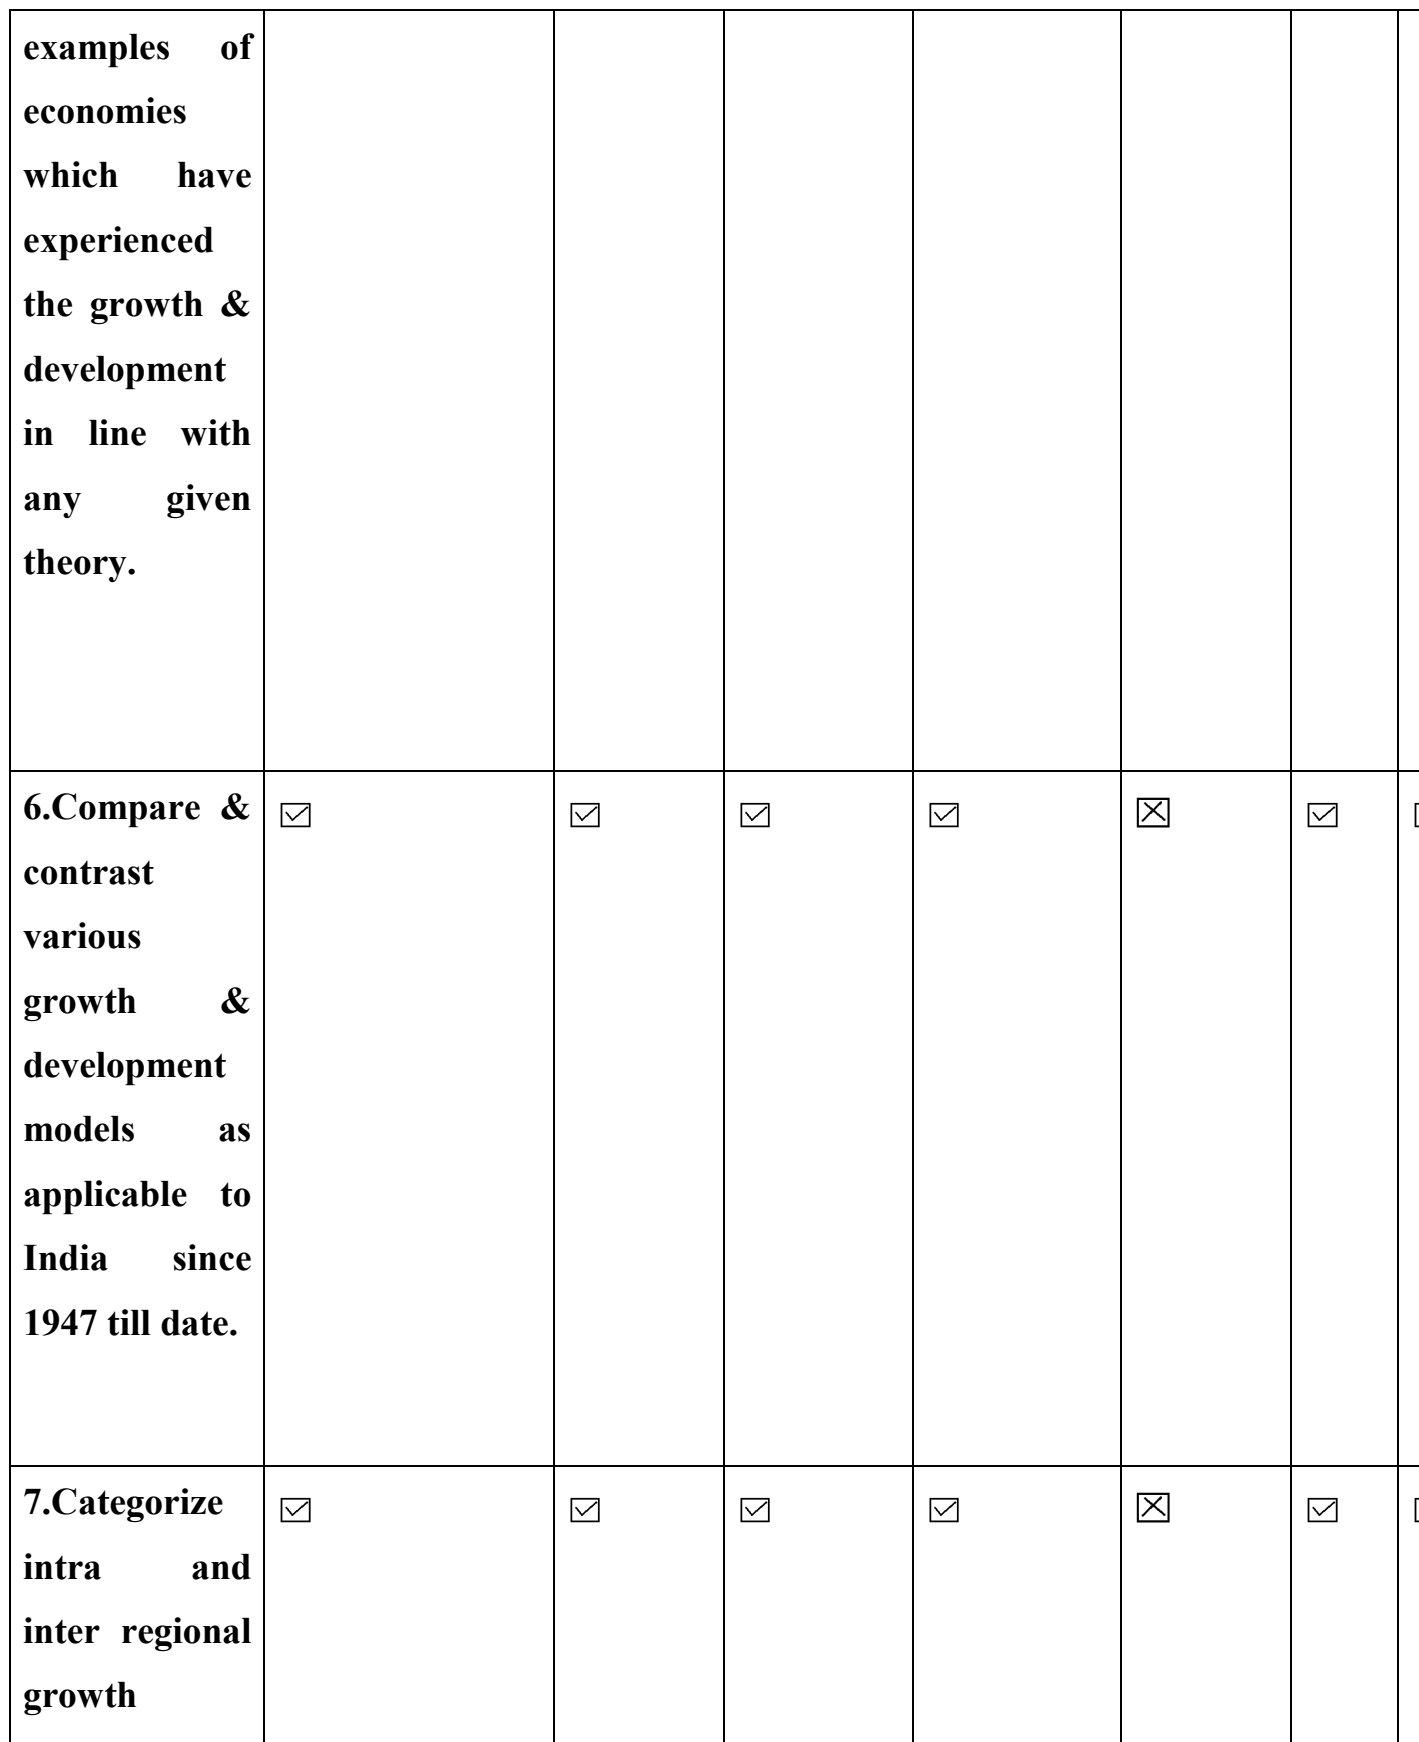 examples of
economies
which have
experienced
the growth &
development
in line with
any given
theory.
6.Compare & ☑ ☑ ☑ ☑ ☒ ☑
contrast
various
growth &
development
models as
applicable to
India since
1947 till date.
7.Categorize ☑ ☑ ☑ ☑ ☒ ☑
intra and
inter regional
growth